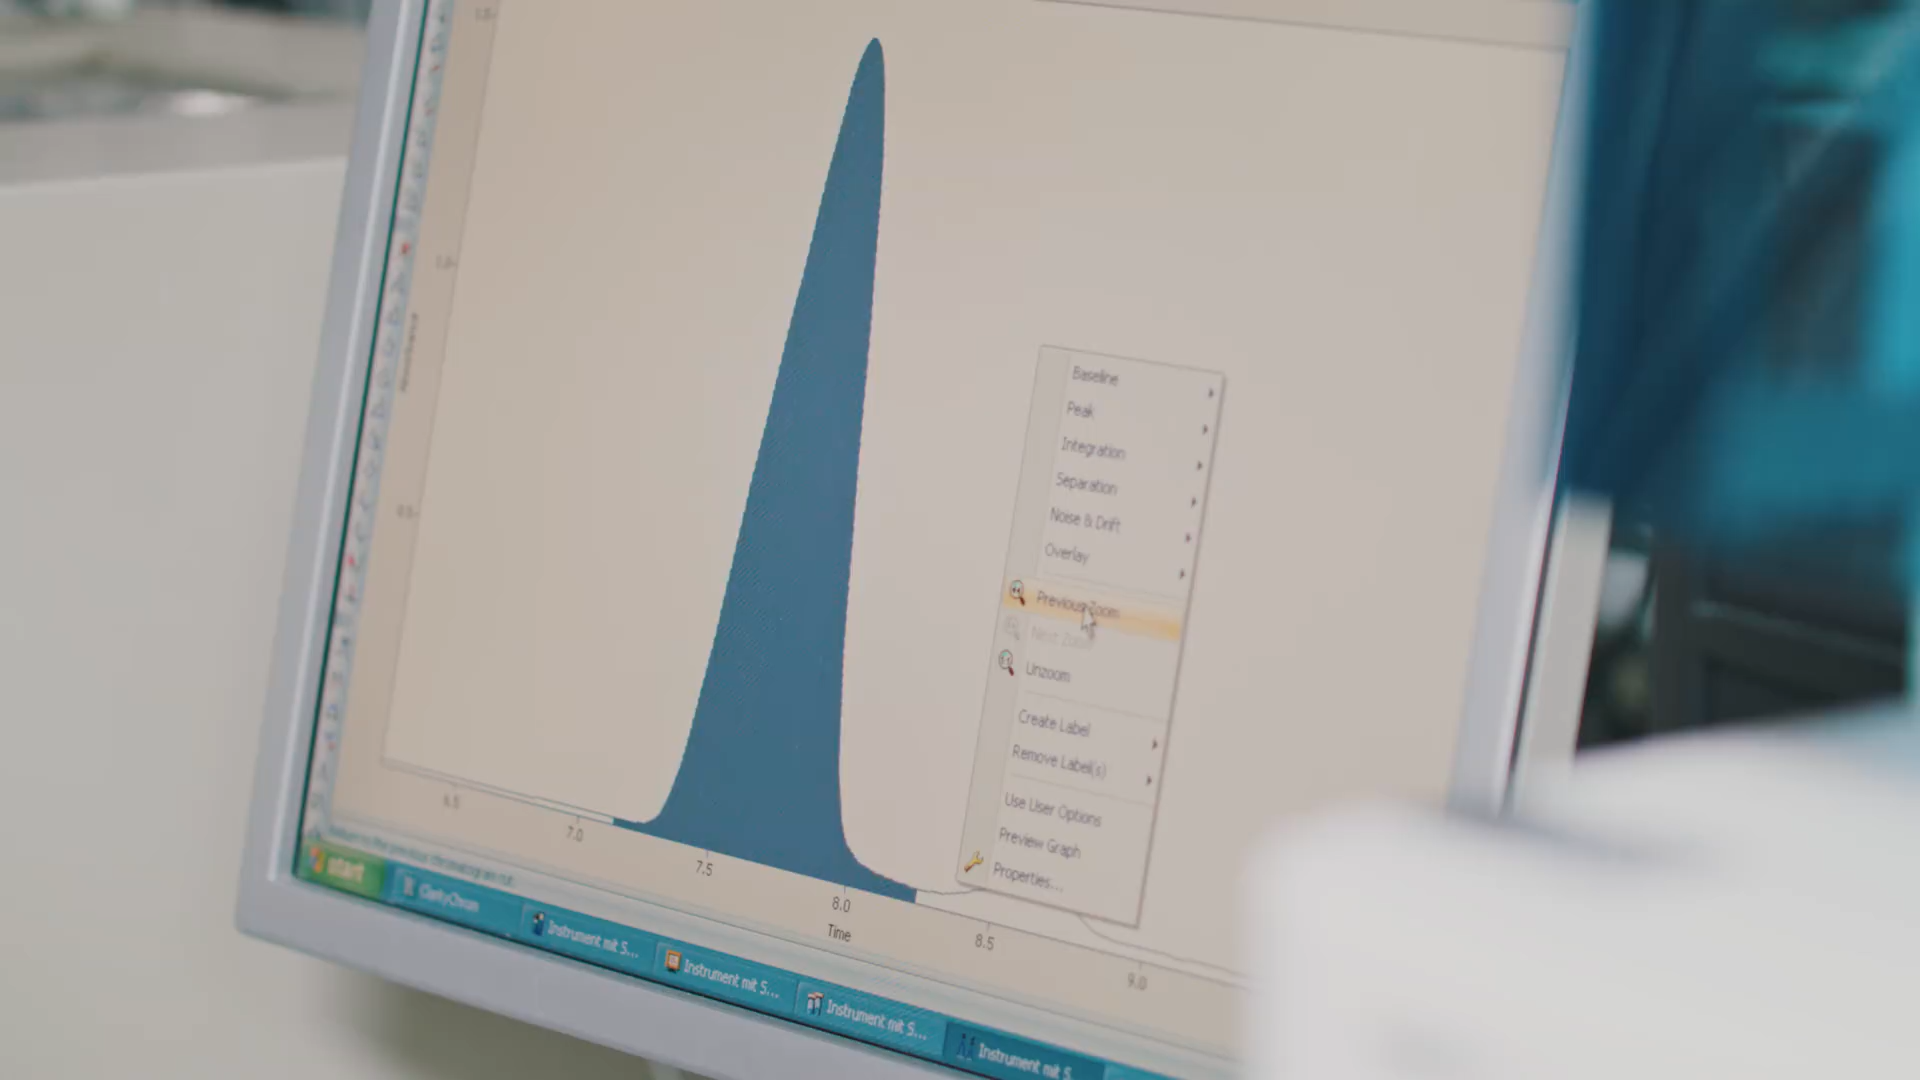 Baseline
Peak
Integration
Separation
Noise & Drift
Overlay
Previous Zoom
Next Zoom
Unzoom
Create Label
Remove Label(s)
Use User Options
Preview Graph
Properties...
6.5
7.0
7.5
8.0
8.5
9.0
Time
start
ClarityChrom
Instrument mit S...
Instrument mit S...
Instrument mit S...
Instrument mit S